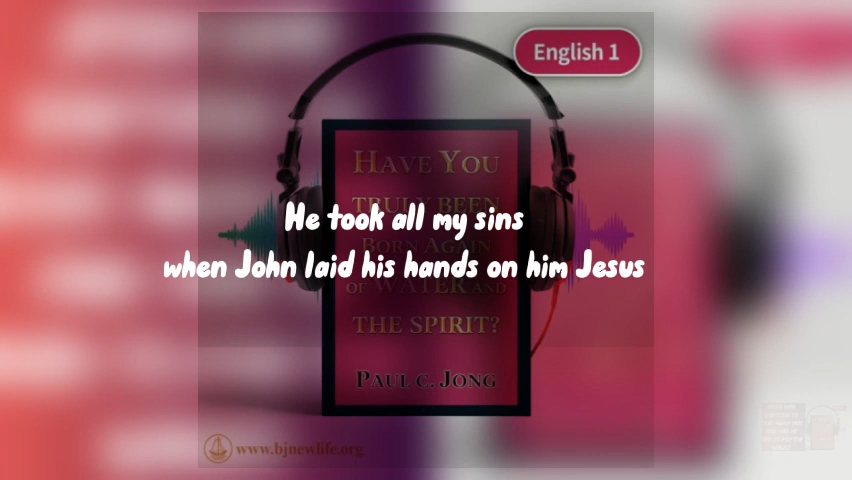 English 1
HAVE YOU
TRULY BEEN
He took all my sins
BORN AGAIN
when John laid his hands on him Jesus
OF WATER AND
THE SPIRIT?
PAUL C. JONG
www.bjnewlife.org